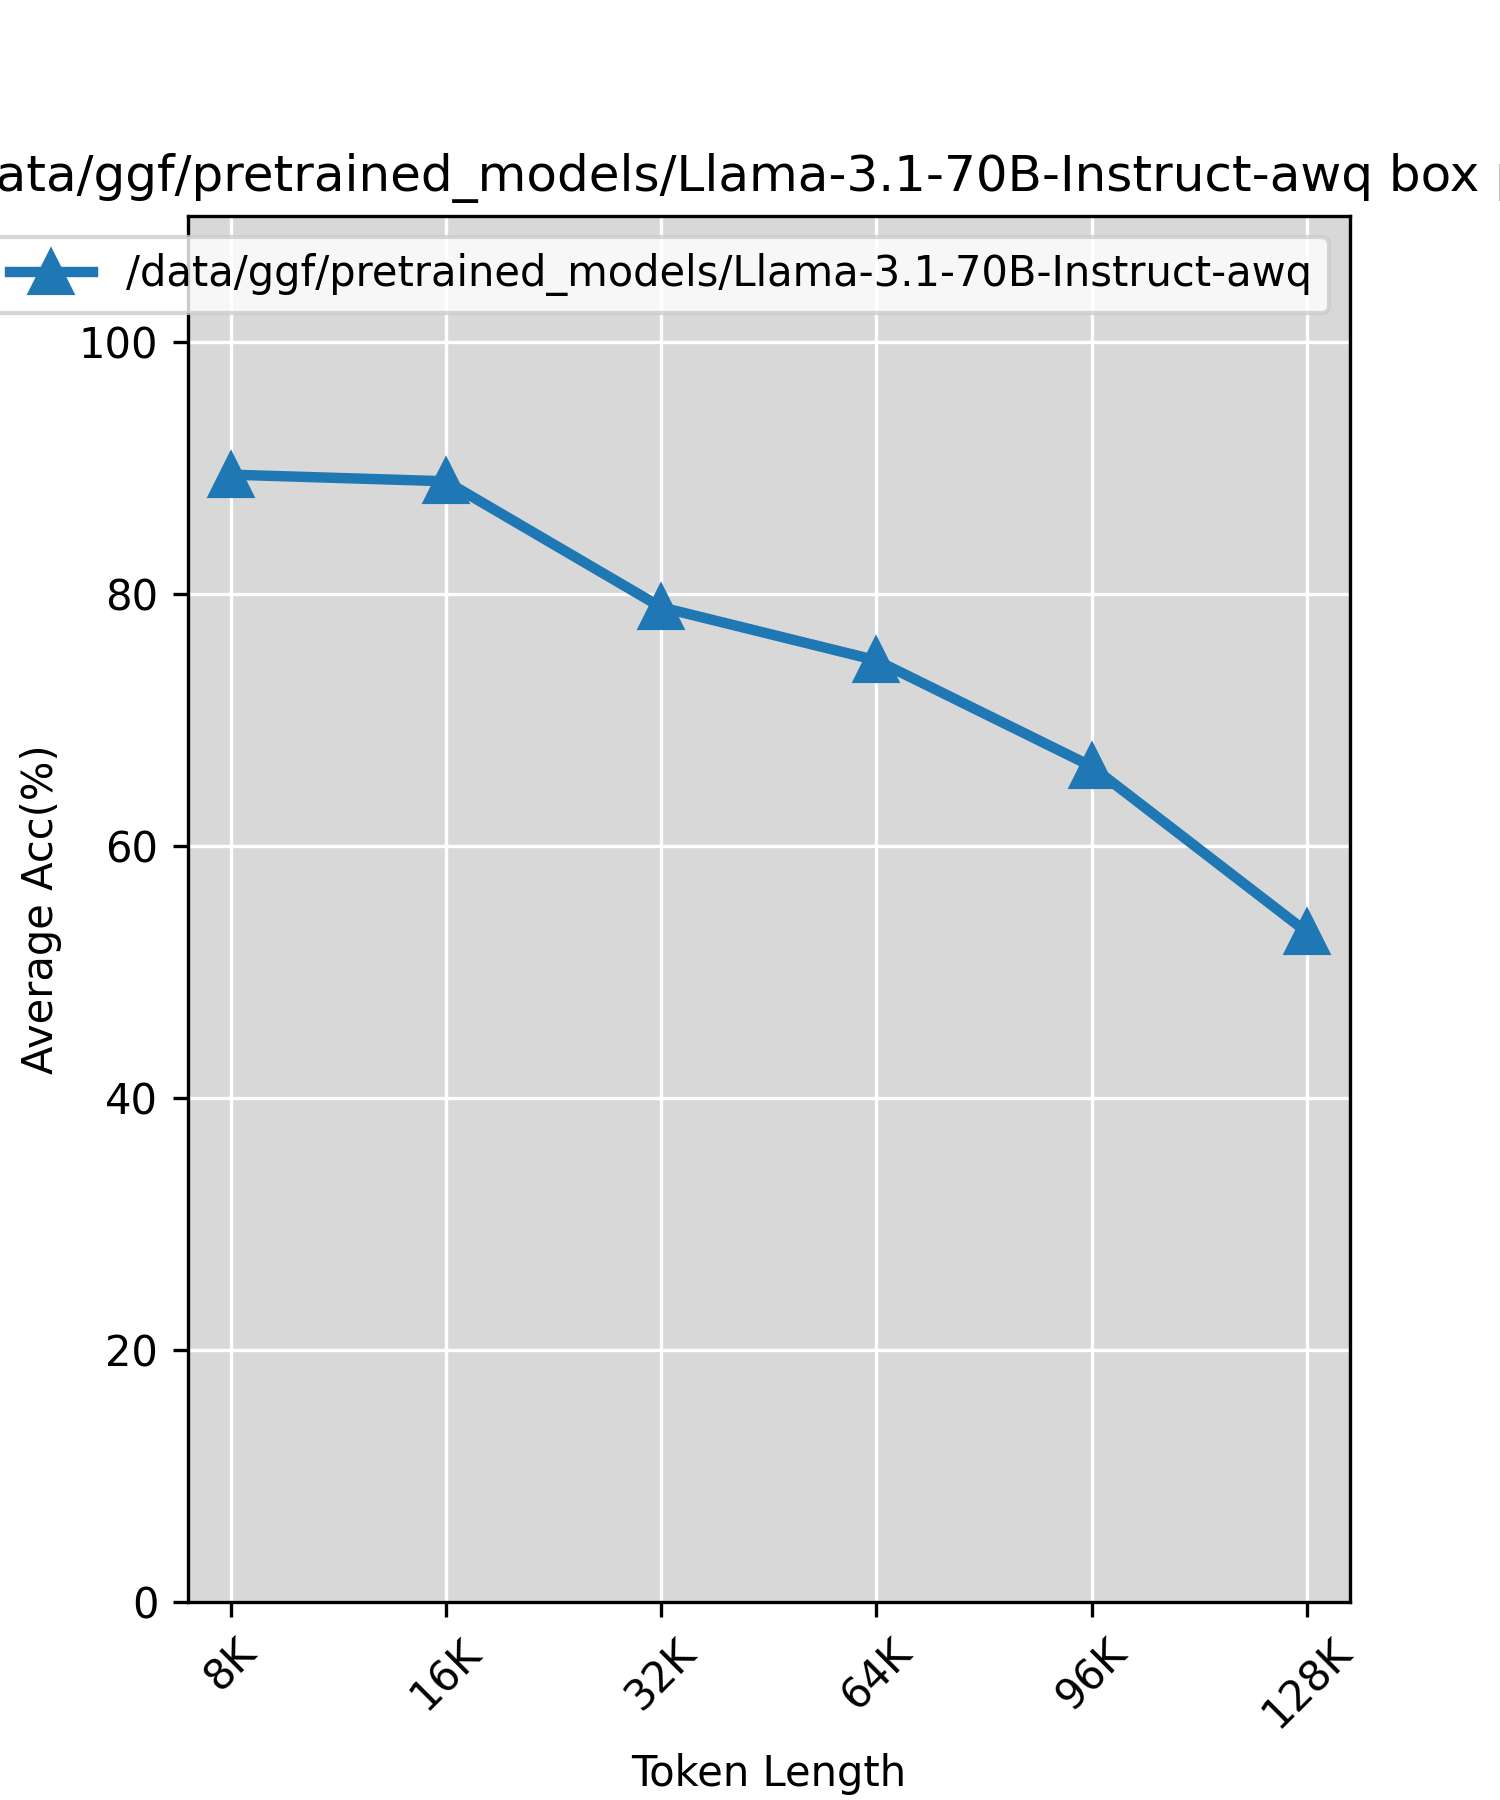 ata/ggf/pretrained_models/Llama-3.1-70B-Instruct-awq box
/data/ggf/pretrained_models/Llama-3.1-70B-Instruct-awq
100
80
60
40
20
0
Average Acc(%)
8K
16K
32K
64K
96K
128K
Token Length